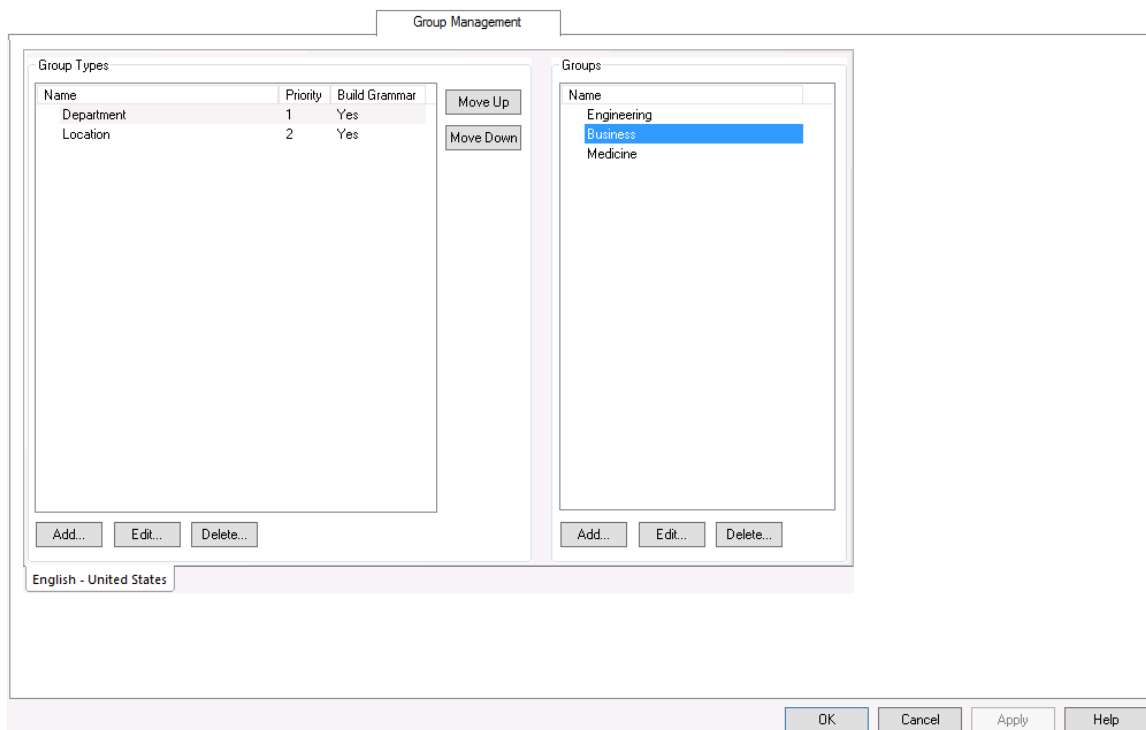 Group Management
Group Types
Name Priority Build Grammar
Department 1 Yes
Location 2 Yes
Move Up
Move Down
Add... Edit... Delete...
Groups
Name
Engineering
Business
Medicine
Add... Edit... Delete...
English - United States
OK Cancel Apply Help